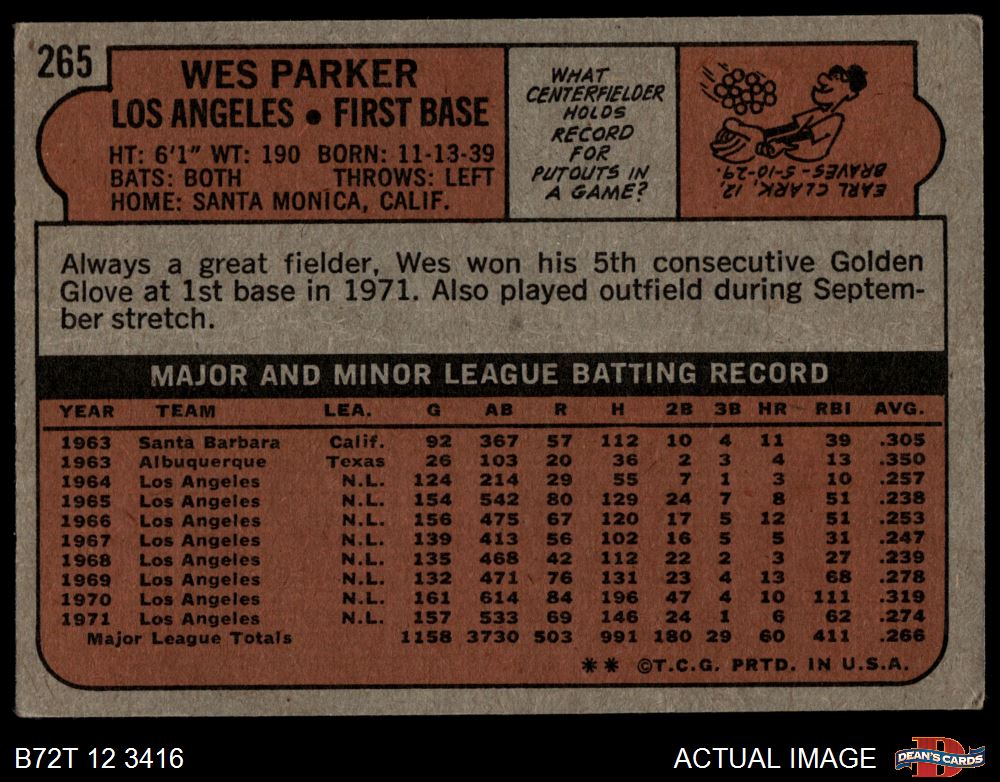 265
WES PARKER
LOS ANGELES • FIRST BASE
HT: 6'1" WT: 190 BORN: 11-13-39
BATS: BOTH THROWS: LEFT
HOME: SANTA MONICA, CALIF.
WHAT
CENTERFIELDER
HOLDS
RECORD
FOR
PUTOUTS IN
A GAME?
EARL CLARK, 12,
BRAVES - 5-10-29.
Always a great fielder, Wes won his 5th consecutive Golden
Glove at 1st base in 1971. Also played outfield during Septem-
ber stretch.
MAJOR AND MINOR LEAGUE BATTING RECORD
YEAR TEAM LEA. G AB R H 2B 3B HR RBI AVG.
1963 Santa Barbara Calif. 92 367 57 112 10 4 11 39 .305
1963 Albuquerque Texas 26 103 20 36 2 3 4 13 .350
1964 Los Angeles N.L. 124 214 29 55 7 1 3 10 .257
1965 Los Angeles N.L. 154 542 80 129 24 7 8 51 .238
1966 Los Angeles N.L. 156 475 67 120 17 5 12 51 .253
1967 Los Angeles N.L. 139 413 56 102 16 5 5 31 .247
1968 Los Angeles N.L. 135 468 42 112 22 2 3 27 .239
1969 Los Angeles N.L. 132 471 76 131 23 4 13 68 .278
1970 Los Angeles N.L. 161 614 84 196 47 4 10 111 .319
1971 Los Angeles N.L. 157 533 69 146 24 1 6 62 .274
Major League Totals 1158 3730 503 991 180 29 60 411 .266
** ©T.C.G. PRTD. IN U.S.A.
B72T 12 3416
ACTUAL IMAGE
D
DEAN'S CARDS